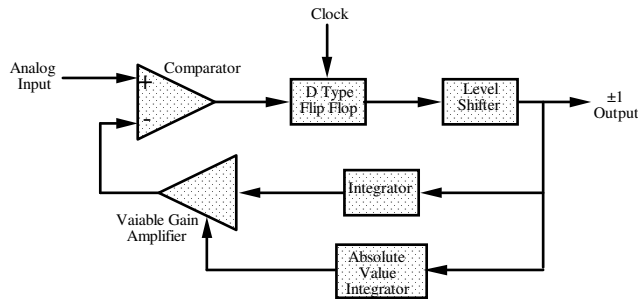 Clock
Analog
Input
Comparator
+
-
D Type
Flip Flop
Level
Shifter
±1
Output
Vaiable Gain
Amplifier
Integrator
Absolute
Value
Integrator